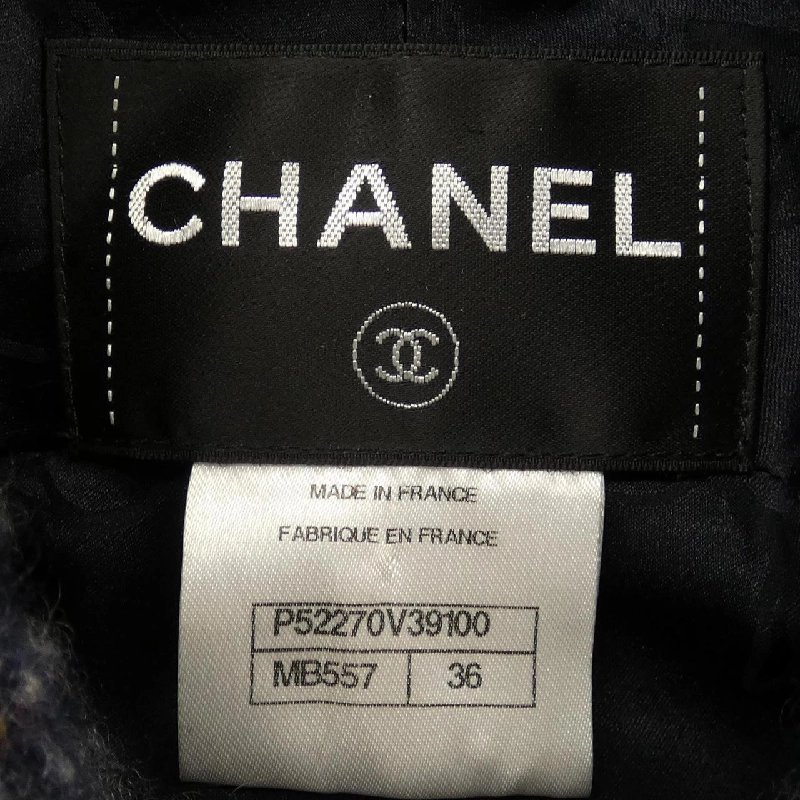 CHANEL
MADE IN FRANCE
FABRIQUE EN FRANCE
P52270V39100
MB557 36